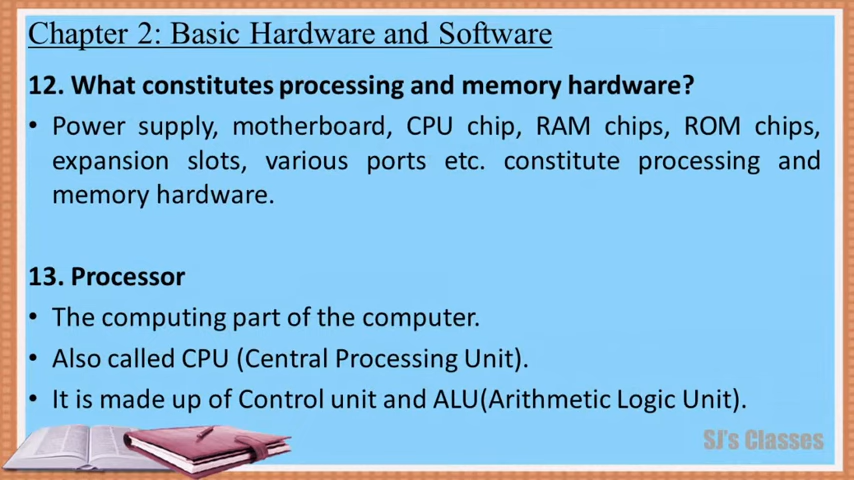 Chapter 2: Basic Hardware and Software
12. What constitutes processing and memory hardware?
• Power supply, motherboard, CPU chip, RAM chips, ROM chips,
expansion slots, various ports etc. constitute processing and
memory hardware.
13. Processor
• The computing part of the computer.
• Also called CPU (Central Processing Unit).
• It is made up of Control unit and ALU(Arithmetic Logic Unit).
SJ's Classes